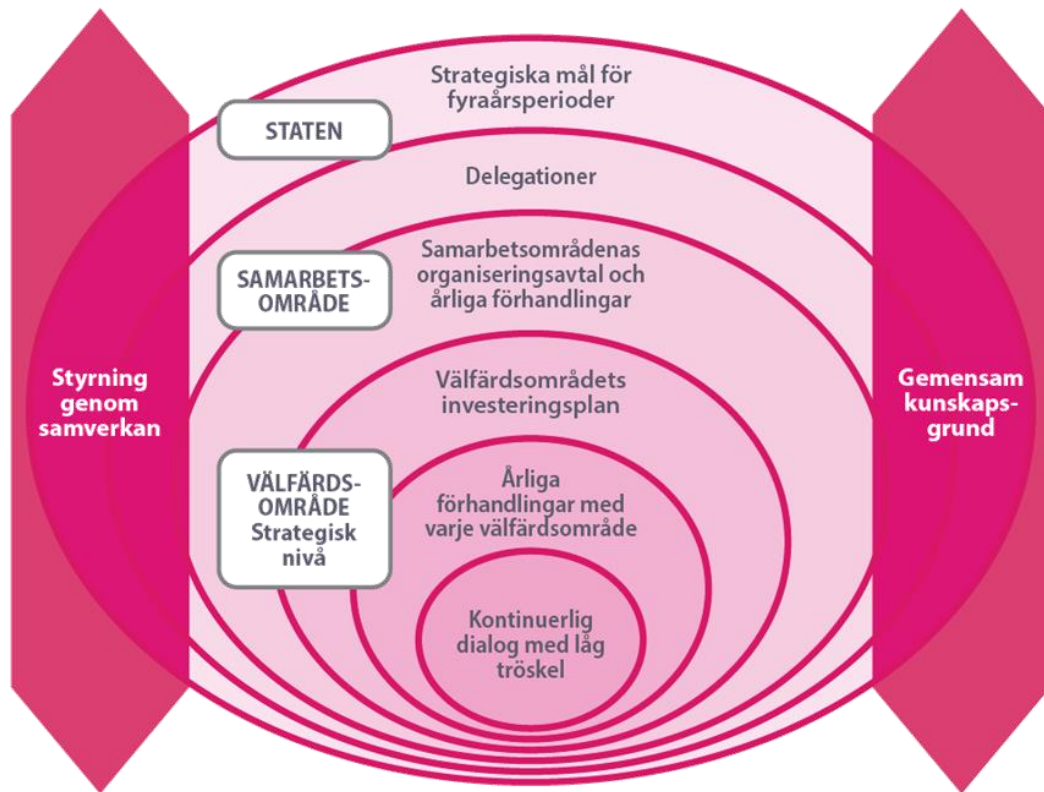 Strategiska mål för
fyraårsperioder
STATEN
Delegationer
Samarbetsområdenas
organiseringsavtal och
årliga förhandlingar
SAMARBETS-
OMRÅDE
Välfärdsområdets
investeringsplan
Styrning
genom
samverkan
Gemensam
kunskaps-
grund
VÄLFÄRDS-
OMRÅDE
Strategisk
nivå
Årliga
förhandlingar med
varje välfärdsområde
Kontinuerlig
dialog med låg
tröskel